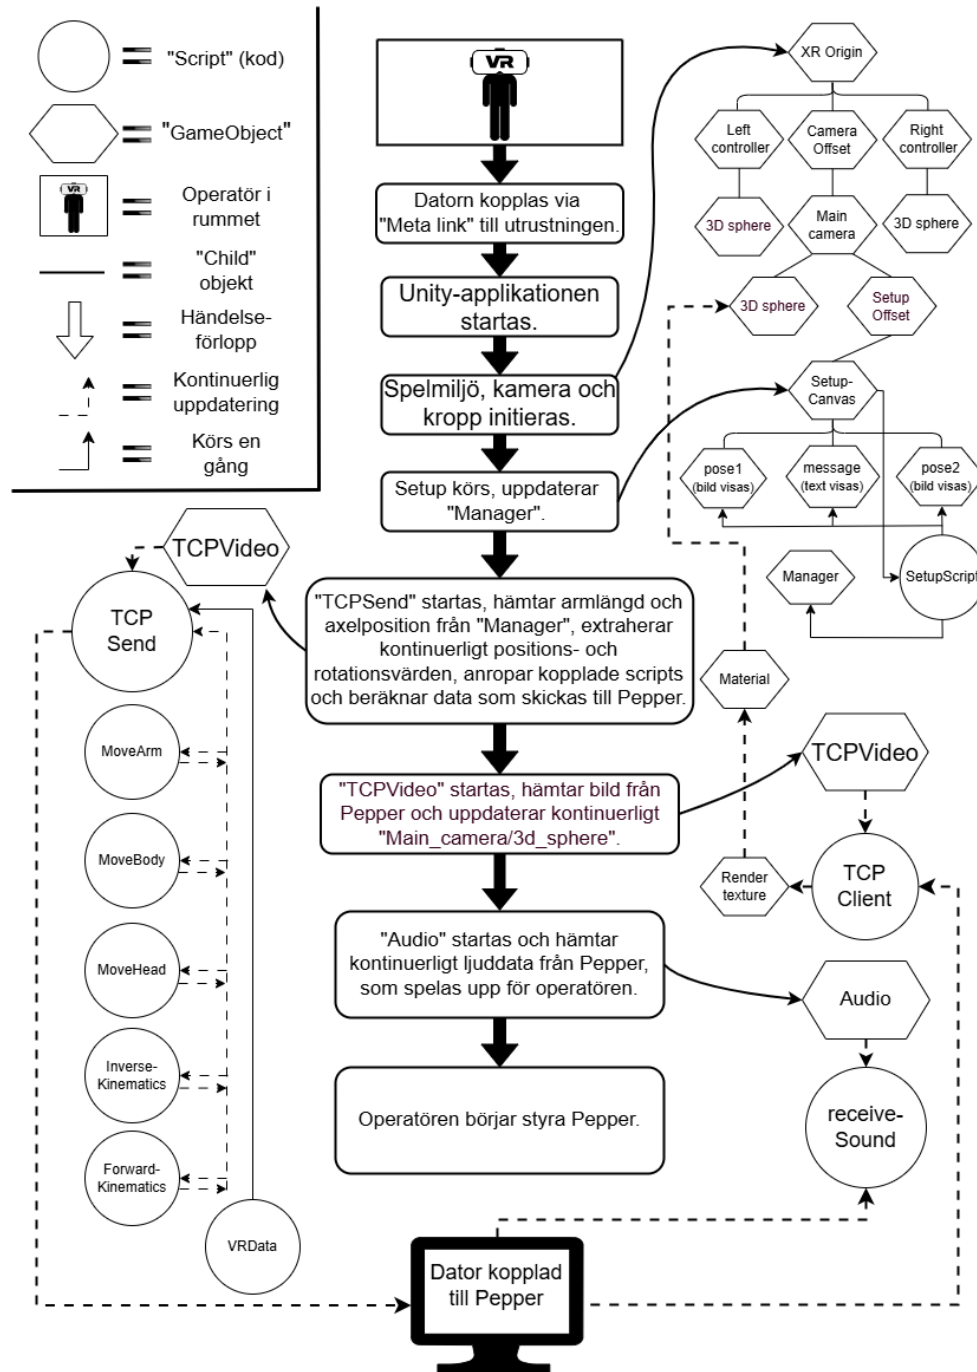 "Script" (kod)
"GameObject"
VR
Operatör i
rummet
"Child"
objekt
Händelse-
förlopp
Kontinuerlig
uppdatering
Körs en
gång
VR
Datorn kopplas via
"Meta link" till utrustningen.
Unity-applikationen
startas.
Spelmiljö, kamera och
kropp initieras.
Setup körs, uppdaterar
"Manager".
"TCPSend" startas, hämtar armlängd och
axelposition från "Manager", extraherar
kontinuerligt positions- och
rotationsvärden, anropar kopplade scripts
och beräknar data som skickas till Pepper.
"TCPVideo" startas, hämtar bild från
Pepper och uppdaterar kontinuerligt
"Main_camera/3d_sphere".
"Audio" startas och hämtar
kontinuerligt ljuddata från Pepper,
som spelas upp för operatören.
Operatören börjar styra Pepper.
XR Origin
Left
controller
Camera
Offset
Right
controller
3D sphere
Main
camera
3D sphere
3D sphere
Setup
Offset
Setup-
Canvas
pose1
(bild visas)
message
(text visas)
pose2
(bild visas)
Manager
SetupScript
Material
TCPVideo
Render
texture
TCP
Client
Audio
receive-
Sound
TCPVideo
TCP
Send
MoveArm
MoveBody
MoveHead
Inverse-
Kinematics
Forward-
Kinematics
VRData
Dator kopplad
till Pepper